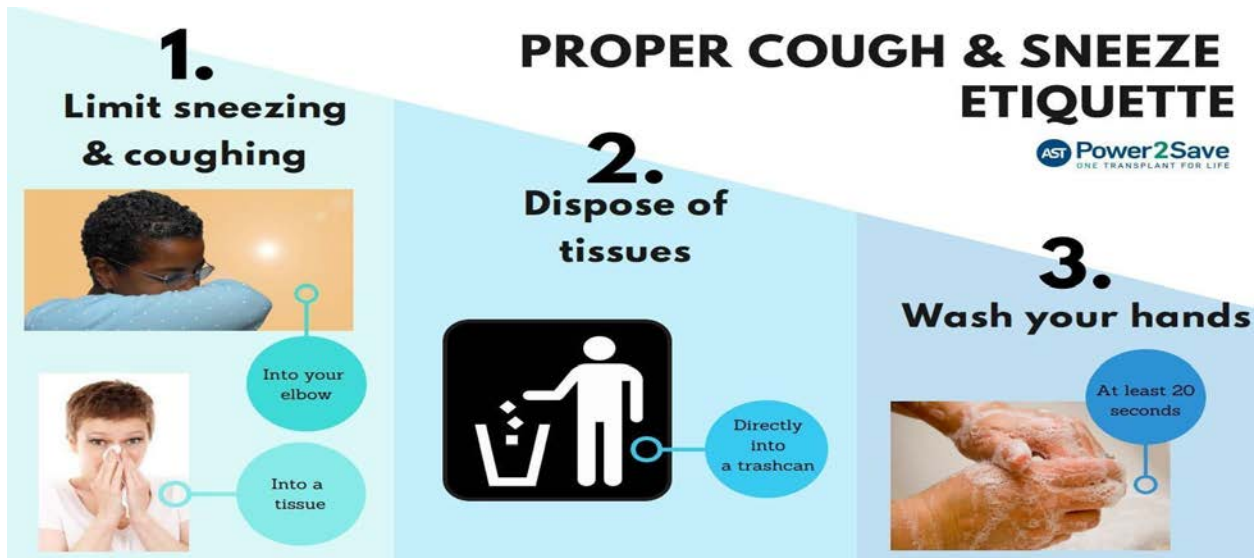 PROPER COUGH & SNEEZE
ETIQUETTE
AST Power2Save
ONE TRANSPLANT FOR LIFE
1.
Limit sneezing
& coughing
Into your
elbow
Into a
tissue
2.
Dispose of
tissues
Directly
into
a trashcan
3.
Wash your hands
At least 20
seconds